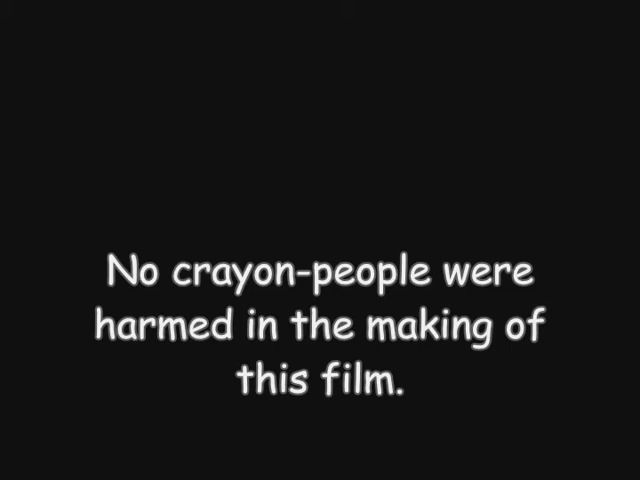 No crayon-people were
harmed in the making of
this film.